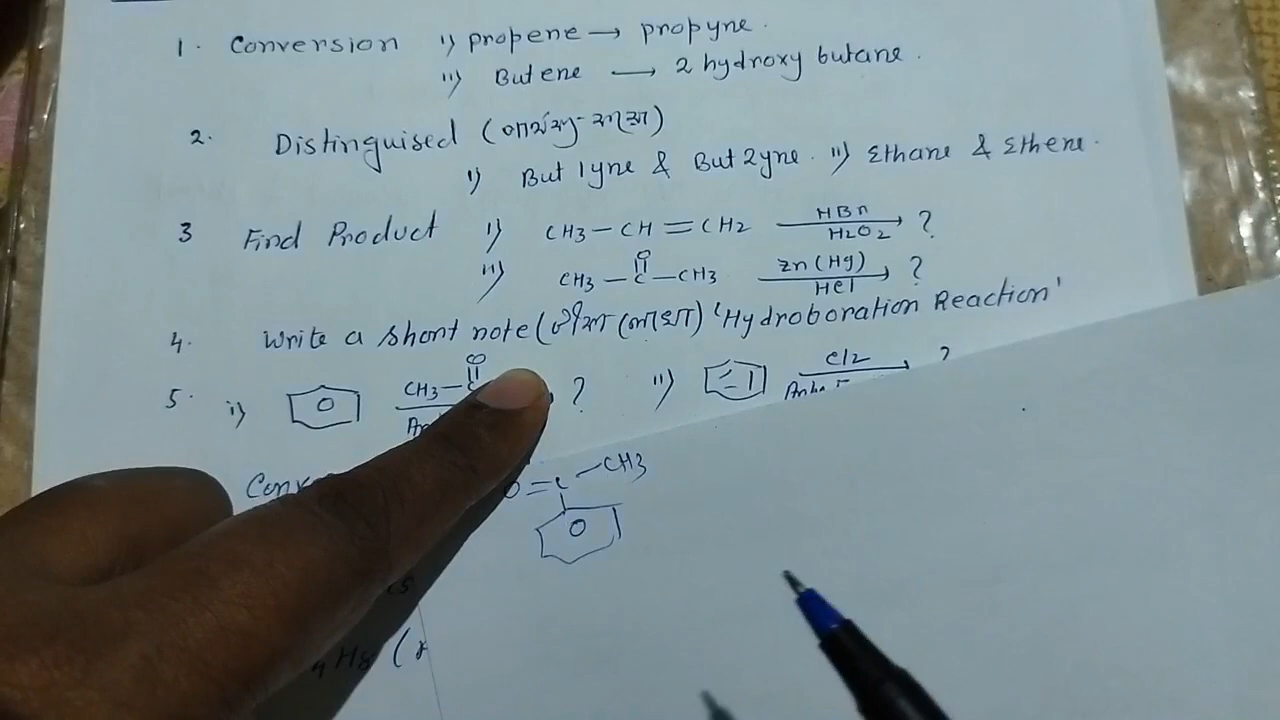 1. Conversion i) propene → propyne.
ii) Butene → 2 hydroxy butane.
2. Distinguised (পার্থক্য
i) But 1yne & But 2yne. ii) Ethane & Ethene.
3 Find Product i) CH3-CH=CH2 HBr H2O2 → ?
ii) CH3-C-CH3 O Zn(Hg) HCl → ?
4. Write a short note 'Hydroboration Reaction'
5. i) CH3-C O ? ii) Cl2 → ?
O=C-CH3